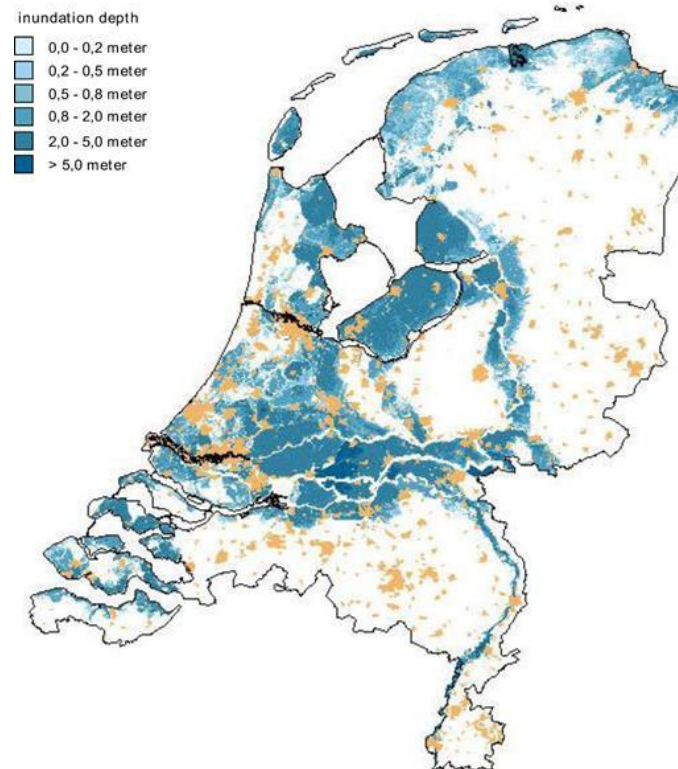 inundation depth
0,0 - 0,2 meter
0,2 - 0,5 meter
0,5 - 0,8 meter
0,8 - 2,0 meter
2,0 - 5,0 meter
> 5,0 meter